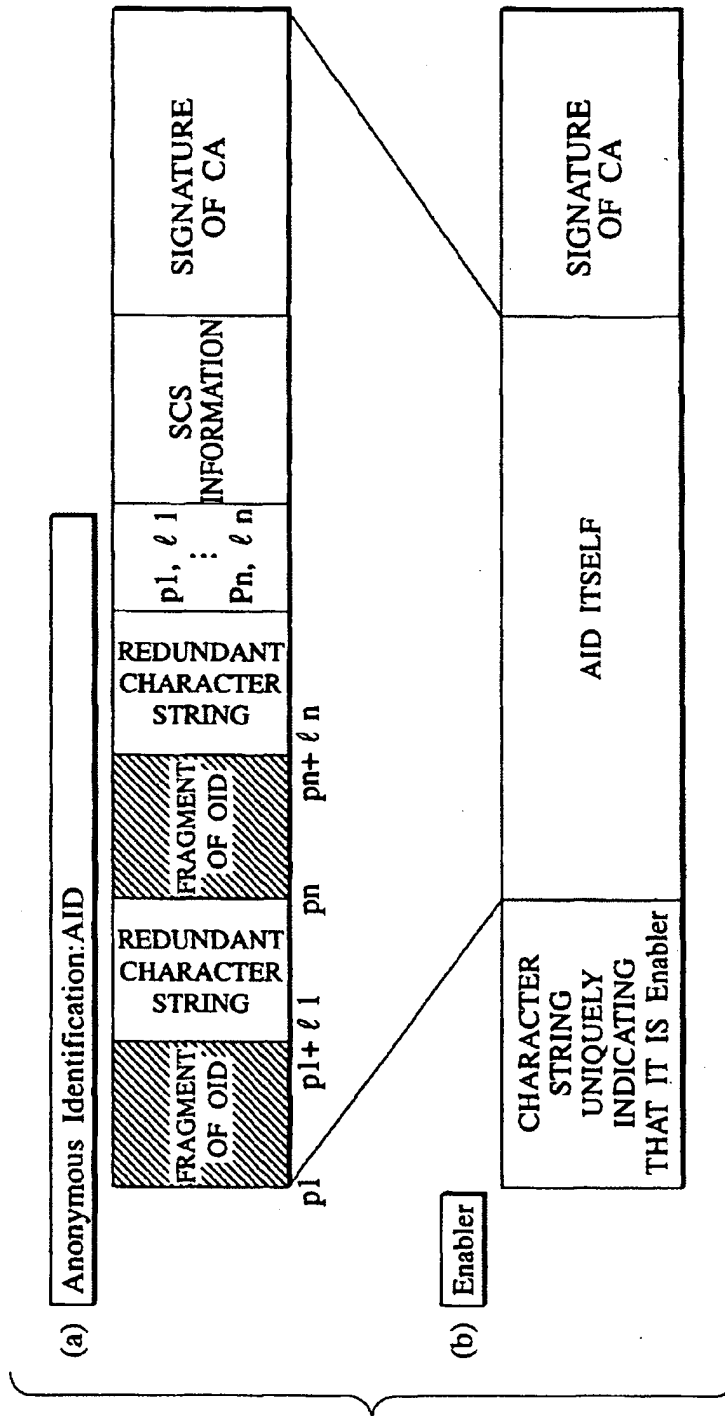 (a)
Anonymous Identification:AID
FRAGMENT
OF OID
REDUNDANT
CHARACTER
STRING
FRAGMENT
OF OID
REDUNDANT
CHARACTER
STRING
p1, ℓ 1
⋮
Pn, ℓ n
SCS
INFORMATION
SIGNATURE
OF CA
p1
p1+ ℓ 1
pn
pn+ ℓ n
(b)
Enabler
CHARACTER
STRING
UNIQUELY
INDICATING
THAT IT IS Enabler
AID ITSELF
SIGNATURE
OF CA